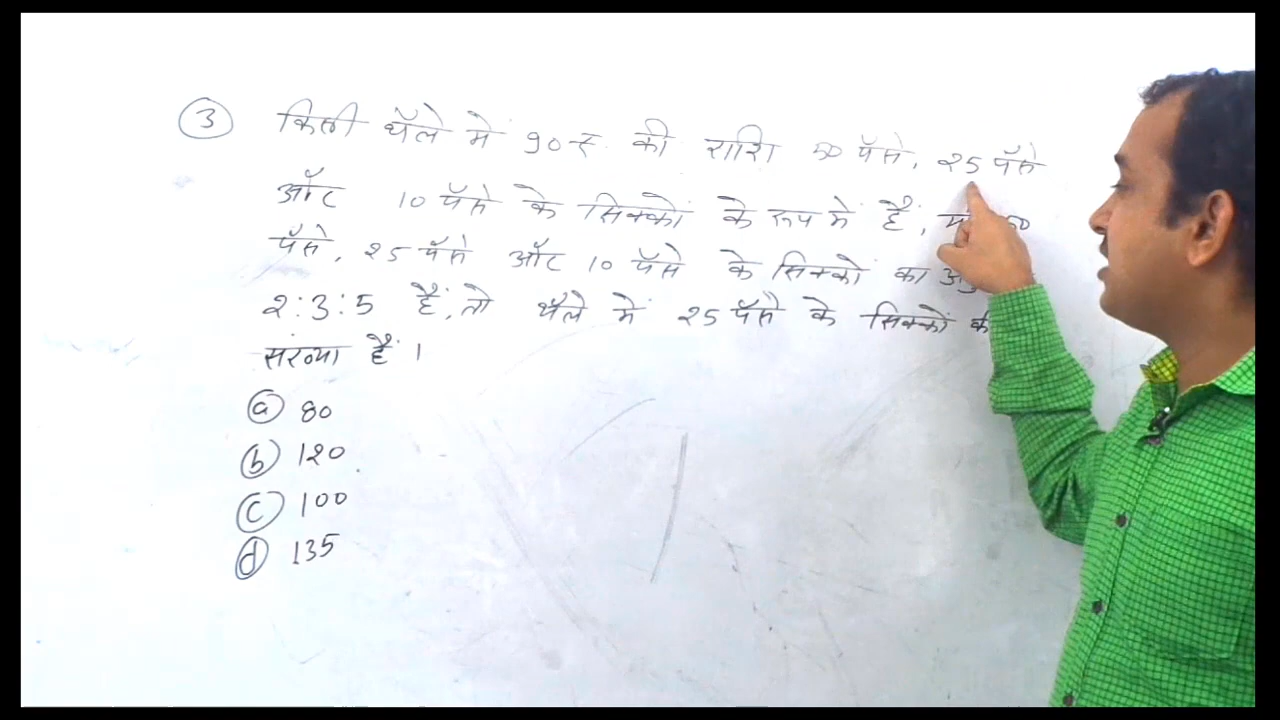 ③ किसी थैले में 90 रु. की राशि 50 पैसे, 25 पैसे
और 10 पैसे के सिक्कों के रूप में है, 50
पैसे, 25 पैसे और 10 पैसे के सिक्कों का
2:3:5 है, तो थैले में 25 पैसे के सिक्कों की
संख्या है ।
ⓐ 80
ⓑ 120
ⓒ 100
ⓓ 135